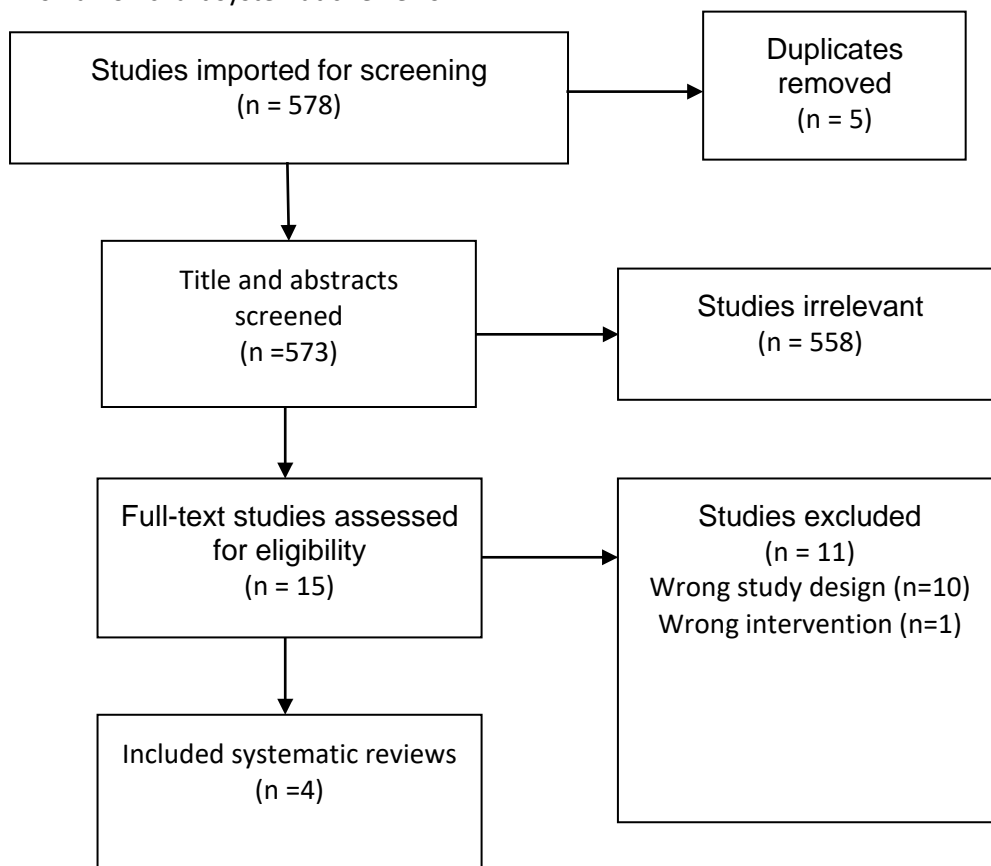 Studies imported for screening
(n = 578)
Duplicates
removed
(n = 5)
Title and abstracts
screened
(n =573)
Studies irrelevant
(n = 558)
Full-text studies assessed
for eligibility
(n = 15)
Studies excluded
(n = 11)
Wrong study design (n=10)
Wrong intervention (n=1)
Included systematic reviews
(n =4)